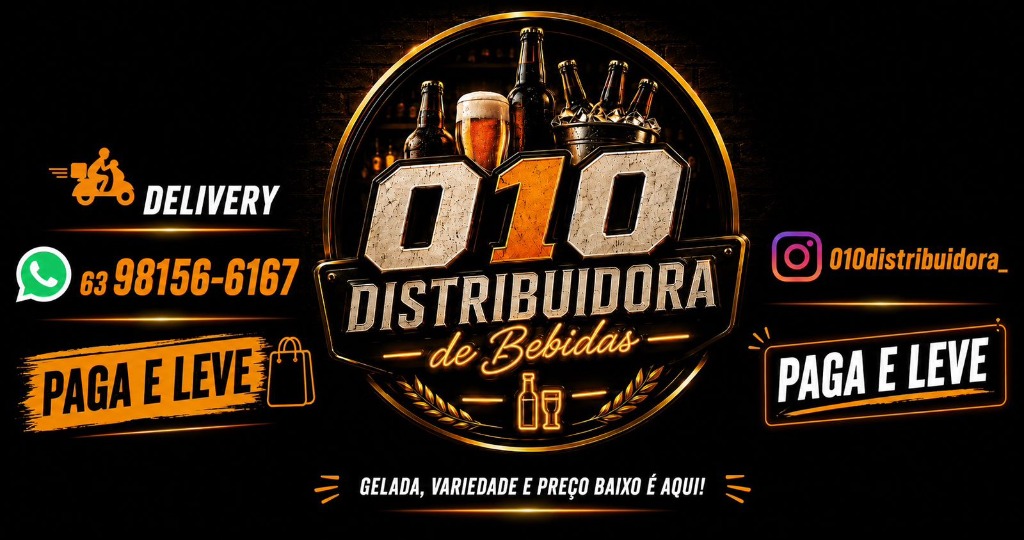 DELIVERY
63 98156-6167
PAGA E LEVE
010
DISTRIBUIDORA
de Bebidas
010distribuidora_
PAGA E LEVE
GELADA, VARIEDADE E PREÇO BAIXO É AQUI!